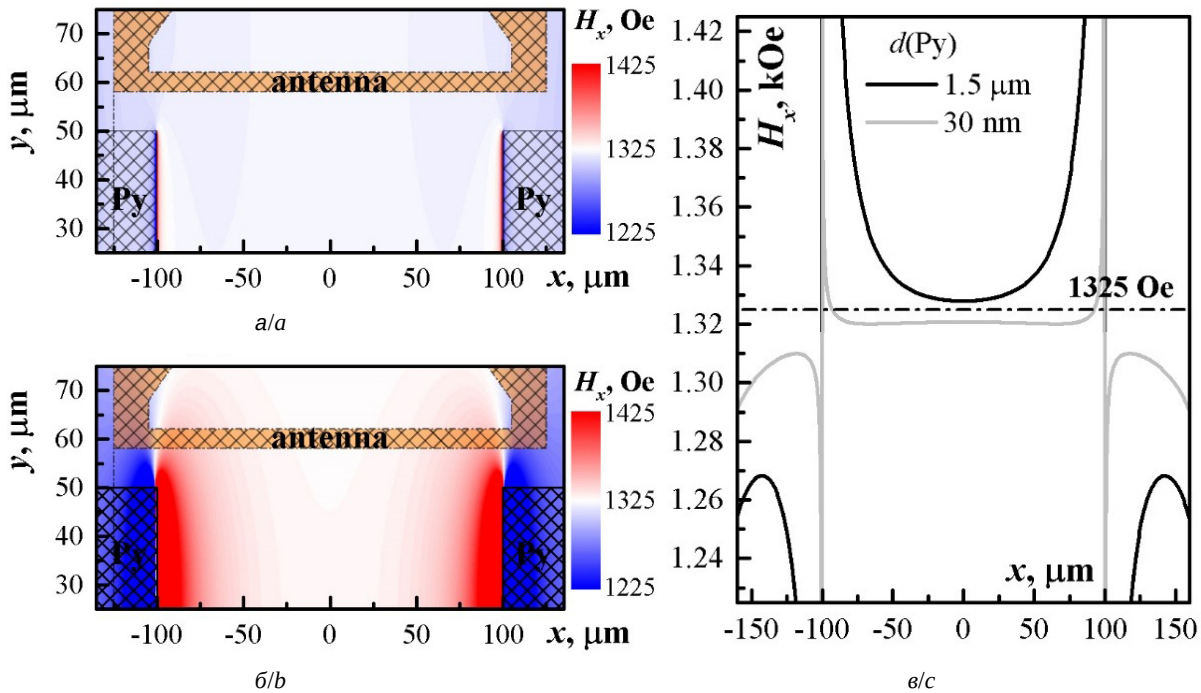 Hₓ, Oe
70
60
50
40
30
y, μm
antenna
Py
Py
1425
1325
1225
-100
-50
0
50
100
x, μm
а/a
Hₓ, Oe
70
60
50
40
30
y, μm
antenna
Py
Py
1425
1325
1225
-100
-50
0
50
100
x, μm
б/b
1.42
1.40
1.38
1.36
1.34
1.32
1.30
1.28
1.26
1.24
Hₓ, kOe
d(Py)
1.5 μm
30 nm
1325 Oe
x, μm
-150
-100
-50
0
50
100
150
в/c